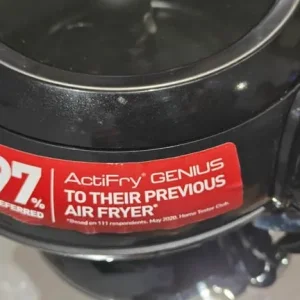 97%
PREFERRED
ActiFry® GENIUS
TO THEIR PREVIOUS
AIR FRYER*
*Based on 111 respondents, May 2020, Home Tester Club.